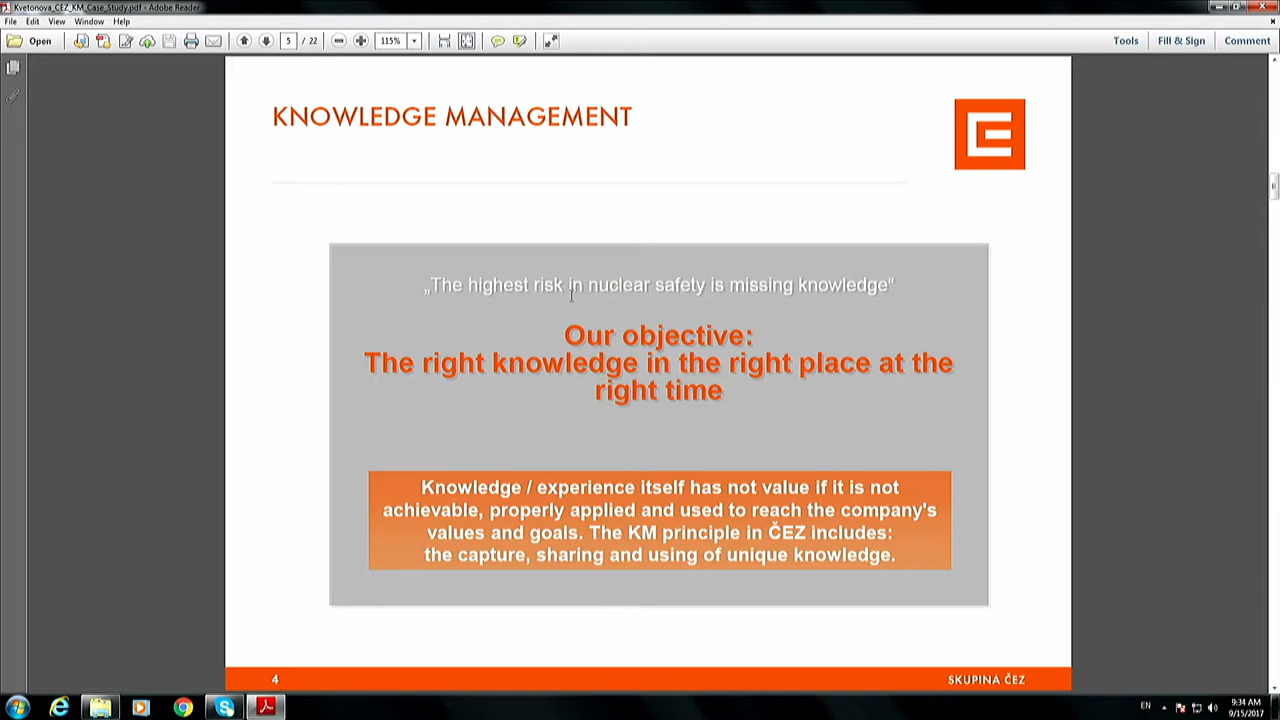 Kvetonova_CEZ_KM_Case_Study.pdf - Adobe Reader
File Edit View Window Help
Open 5 / 22 115% Tools Fill & Sign Comment
KNOWLEDGE MANAGEMENT
„The highest risk in nuclear safety is missing knowledge“
Our objective:
The right knowledge in the right place at the
right time
Knowledge / experience itself has not value if it is not
achievable, properly applied and used to reach the company's
values and goals. The KM principle in ČEZ includes:
the capture, sharing and using of unique knowledge.
4 SKUPINA ČEZ
EN 9:34 AM
9/15/2017